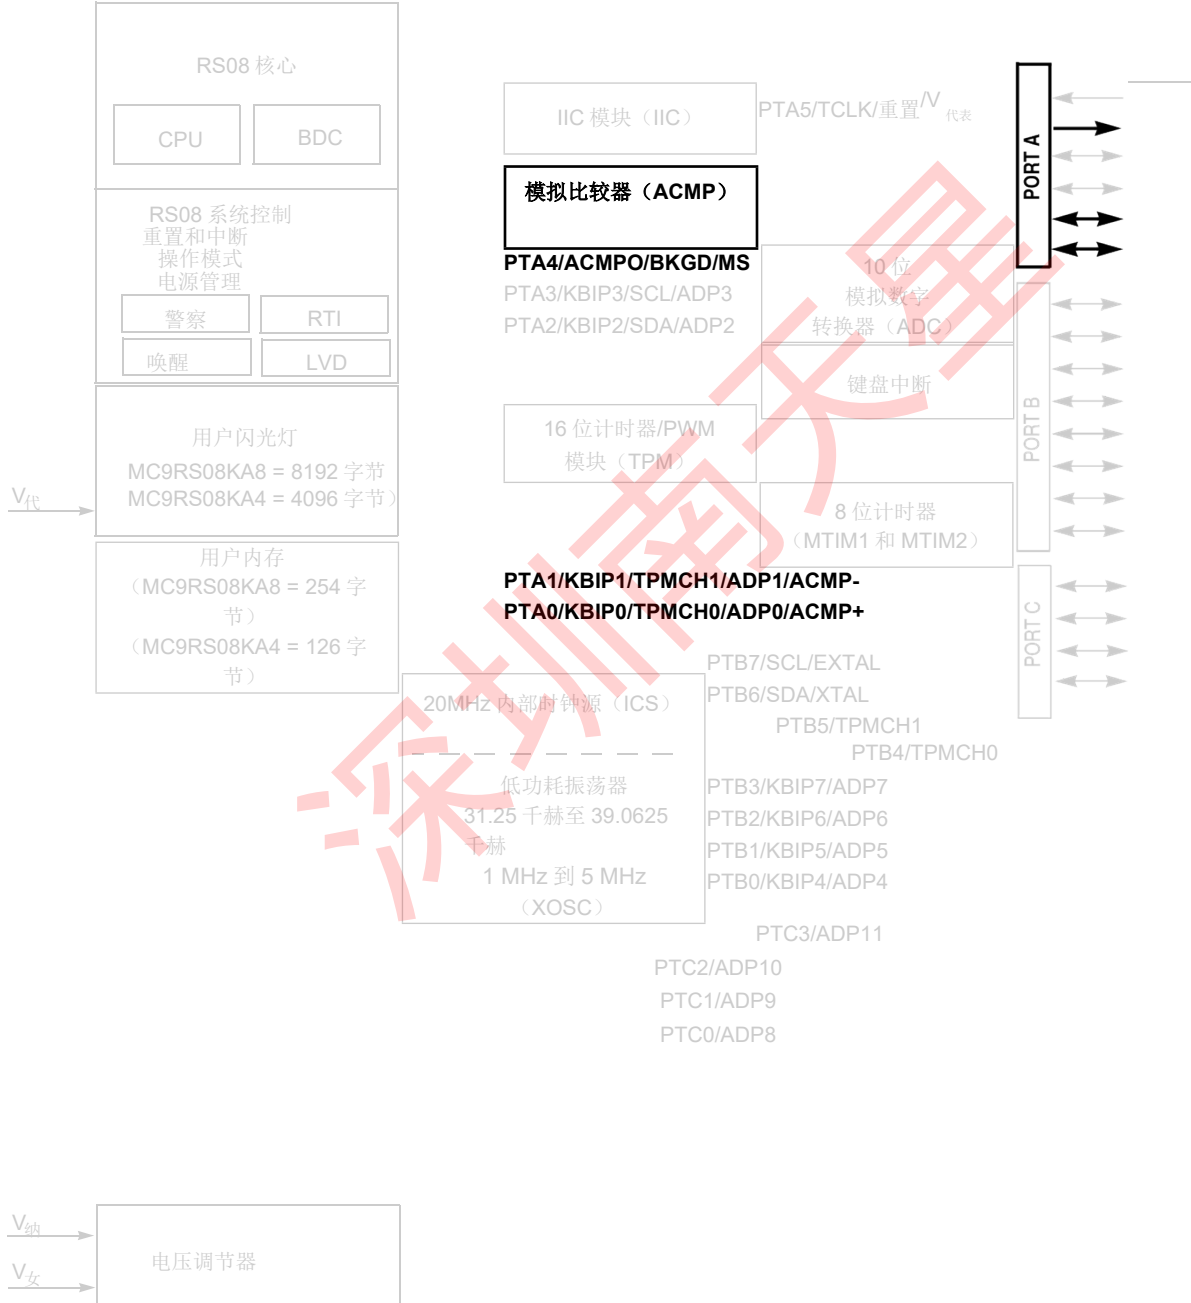 RS08 核心
CPU
BDC
RS08 系统控制
重置和中断
操作模式
电源管理
警察
RTI
唤醒
LVD
用户闪光灯
MC9RS08KA8 = 8192 字节
MC9RS08KA4 = 4096 字节）
V代
用户内存
（MC9RS08KA8 = 254 字
节）
（MC9RS08KA4 = 126 字
节）
IIC 模块（IIC）
PTA5/TCLK/重置/V 代表
模拟比较器（ACMP）
PTA4/ACMPO/BKGD/MS
PTA3/KBIP3/SCL/ADP3
PTA2/KBIP2/SDA/ADP2
10 位
模拟数字
转换器（ADC）
键盘中断
16 位计时器/PWM
模块（TPM）
8 位计时器
（MTIM1 和 MTIM2）
PTA1/KBIP1/TPMCH1/ADP1/ACMP-
PTA0/KBIP0/TPMCH0/ADP0/ACMP+
PORT A
PORT B
PORT C
20MHz 内部时钟源（ICS）
低功耗振荡器
31.25 千赫至 39.0625
千赫
1 MHz 到 5 MHz
（XOSC）
PTB7/SCL/EXTAL
PTB6/SDA/XTAL
PTB5/TPMCH1
PTB4/TPMCH0
PTB3/KBIP7/ADP7
PTB2/KBIP6/ADP6
PTB1/KBIP5/ADP5
PTB0/KBIP4/ADP4
PTC3/ADP11
PTC2/ADP10
PTC1/ADP9
PTC0/ADP8
V纳
V女
电压调节器
深圳南天星